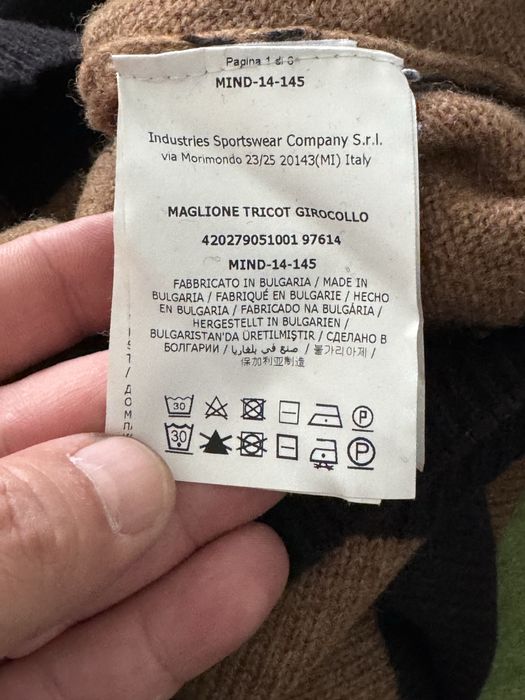 Pagina 1 di 6
MIND-14-145
Industries Sportswear Company S.r.l.
via Morimondo 23/25 20143(MI) Italy
MAGLIONE TRICOT GIROCOLLO
420279051001 97614
MIND-14-145
FABBRICATO IN BULGARIA / MADE IN
BULGARIA / FABRIQUÉ EN BULGARIE / HECHO
EN BULGARIA / FABRICADO NA BULGÁRIA /
HERGESTELLT IN BULGARIEN /
BULGARISTAN'DA ÜRETILMIŞTIR / СДЕЛАНО В
БОЛГАРИИ / صنع في بلغاريا / 불가리아제 /
保加利亚制造
30
P
30
P